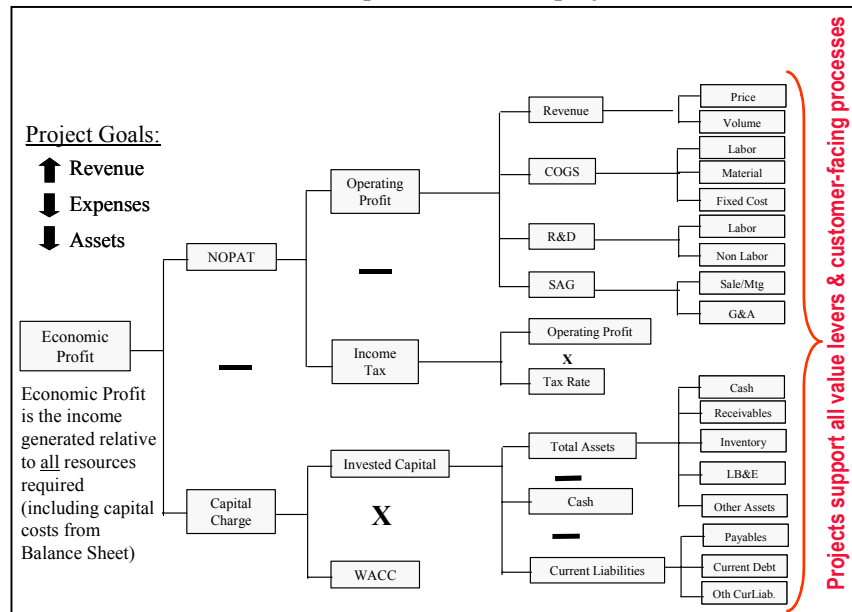 Project Goals:
Revenue
Expenses
Assets
Economic
Profit
Economic Profit
is the income
generated relative
to all resources
required
(including capital
costs from
Balance Sheet)
NOPAT
Capital
Charge
Operating
Profit
Income
Tax
Invested Capital
X
WACC
Revenue
COGS
R&D
SAG
Operating Profit
X
Tax Rate
Total Assets
Cash
Current Liabilities
Price
Volume
Labor
Material
Fixed Cost
Labor
Non Labor
Sale/Mtg
G&A
Cash
Receivables
Inventory
LB&E
Other Assets
Payables
Current Debt
Oth CurLiab.
Projects support all value levers & customer-facing processes